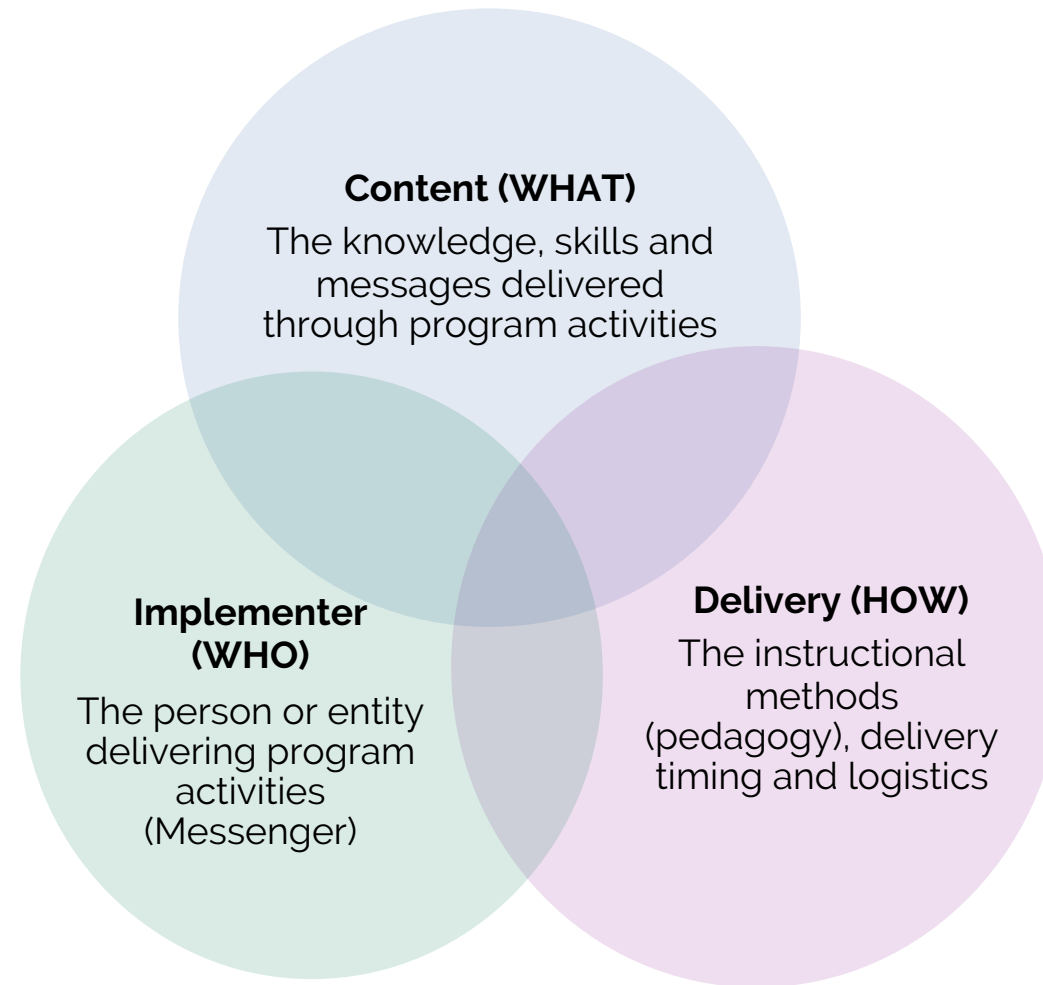 Content (WHAT)
The knowledge, skills and
messages delivered
through program activities
Implementer
(WHO)
The person or entity
delivering program
activities
(Messenger)
Delivery (HOW)
The instructional
methods
(pedagogy), delivery
timing and logistics